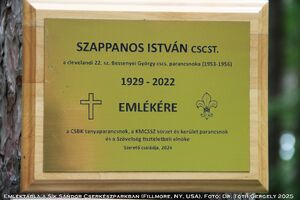 SZAPPANOS ISTVÁN CSCST.
a clevelandi 22. sz. Bessenyei György cscs. parancsnoka (1953-1956)
1929 - 2022
EMLÉKÉRE
a CSBK tanyaparancsnok, a KMCSSZ körzet és kerület parancsnok
és a Szövetség tiszteletbeli elnöke
Szerető családja, 2024
Emléktábla a Sík Sándor Cserkészparkban (Fillmore, NY, USA). Fotó: Dr. Tóth Gergely 2025